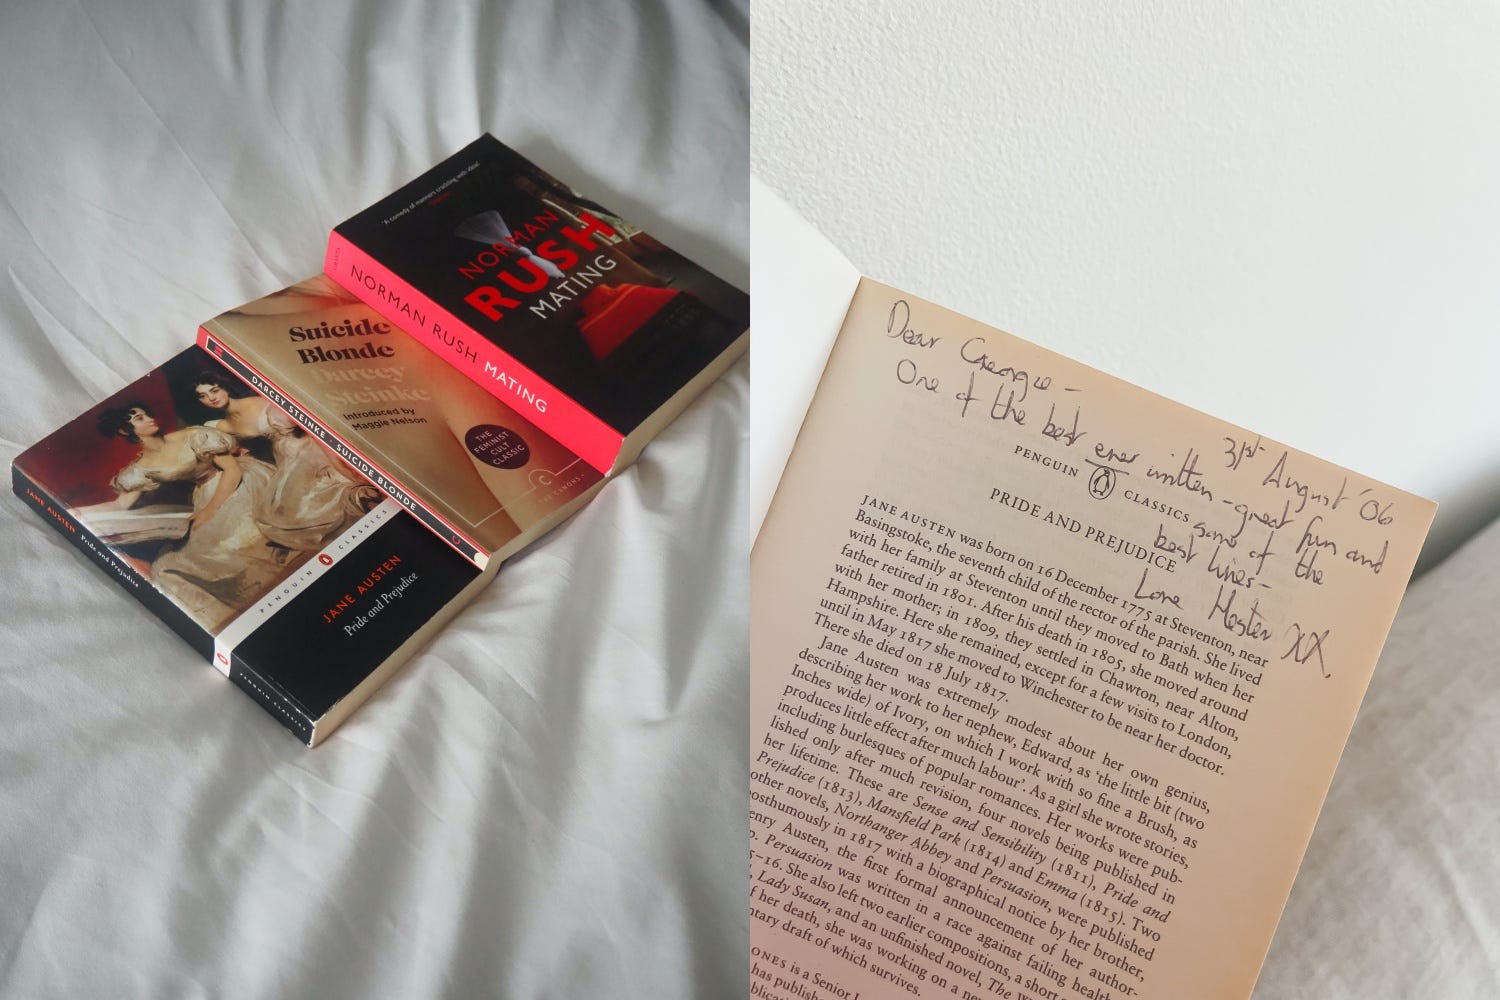 'A comedy of manners crackling with ideas'
NORMAN
RUSH
MATING
NORMAN RUSH MATING
Suicide
Blonde
Darcey
Steinke
Introduced by
Maggie Nelson
THE
FEMINIST
CULT
CLASSIC
C
THE CANONS
DARCEY STEINKE · SUICIDE BLONDE
PENGUIN CLASSICS
JANE AUSTEN
Pride and Prejudice
JANE AUSTEN Pride and Prejudice
PENGUIN CLASSICS
Dear Georgie -
One of the best ever written - great fun and
some of the
best lines -
Love Hester XX.
31st August '06
PENGUIN CLASSICS
PRIDE AND PREJUDICE
JANE AUSTEN was born on 16 December 1775 at Steventon, near
Basingstoke, the seventh child of the rector of the parish. She lived
with her family at Steventon until they moved to Bath when her
father retired in 1801. After his death in 1805, she moved around
with her mother; in 1809, they settled in Chawton, near Alton,
Hampshire. Here she remained, except for a few visits to London,
until in May 1817 she moved to Winchester to be near her doctor.
There she died on 18 July 1817.
Jane Austen was extremely modest about her own genius,
describing her work to her nephew, Edward, as 'the little bit (two
Inches wide) of Ivory, on which I work with so fine a Brush, as
produces little effect after much labour'. As a girl she wrote stories,
including burlesques of popular romances. Her works were pub-
lished only after much revision, four novels being published in
her lifetime. These are Sense and Sensibility (1811), Pride and
Prejudice (1813), Mansfield Park (1814) and Emma (1815). Two
other novels, Northanger Abbey and Persuasion, were published
posthumously in 1817 with a biographical notice by her brother,
enry Austen, the first formal announcement of her author-
Persuasion was written in a race against failing health
5-16. She also left two earlier compositions, a short
, Lady Susan, and an unfinished novel, The
f her death, she was working on a new
ntary draft of which survives.
ONES is a Senior
has publish